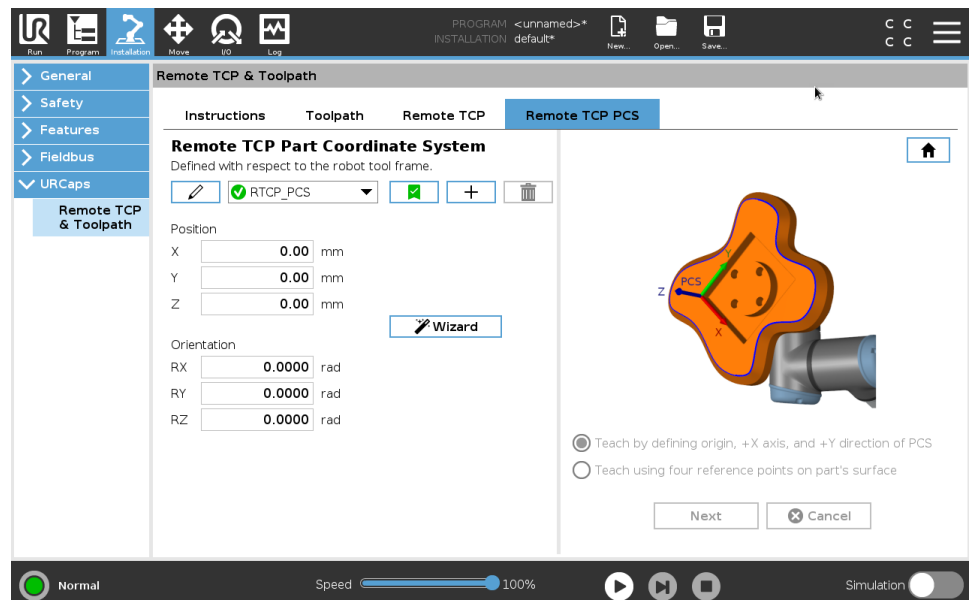 PROGRAM <unnamed>*
INSTALLATION default*
UR
Run
Program
Installation
Move
I/O
Log
New...
Open...
Save...
C C
C C
General
Safety
Features
Fieldbus
URCaps
Remote TCP
& Toolpath
Remote TCP & Toolpath
Instructions Toolpath Remote TCP Remote TCP PCS
Remote TCP Part Coordinate System
Defined with respect to the robot tool frame.
RTCP_PCS
Position
X 0.00 mm
Y 0.00 mm
Z 0.00 mm
Wizard
Orientation
RX 0.0000 rad
RY 0.0000 rad
RZ 0.0000 rad
Y
PCS
Z
X
Teach by defining origin, +X axis, and +Y direction of PCS
Teach using four reference points on part's surface
Next Cancel
Normal Speed 100% Simulation